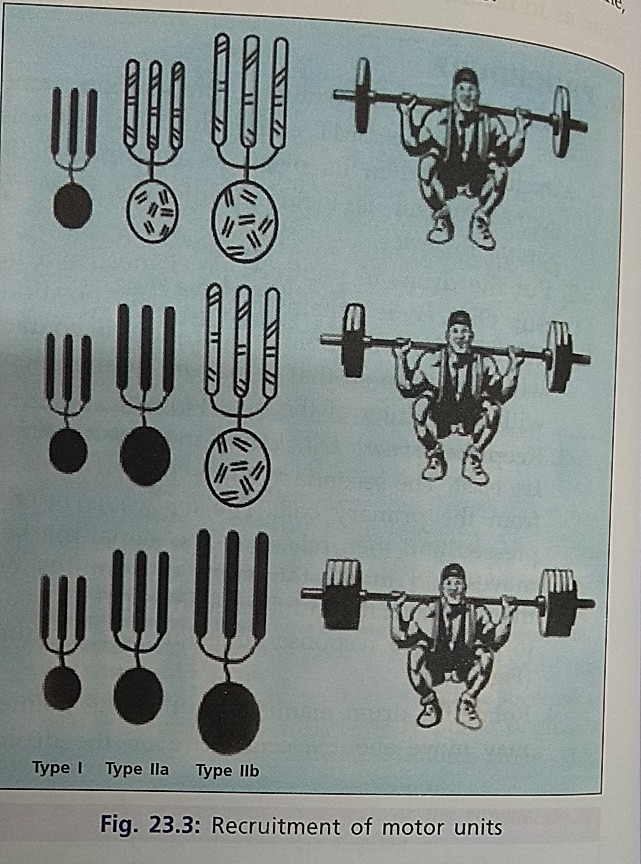 Type I Type IIa Type IIb
Fig. 23.3: Recruitment of motor units